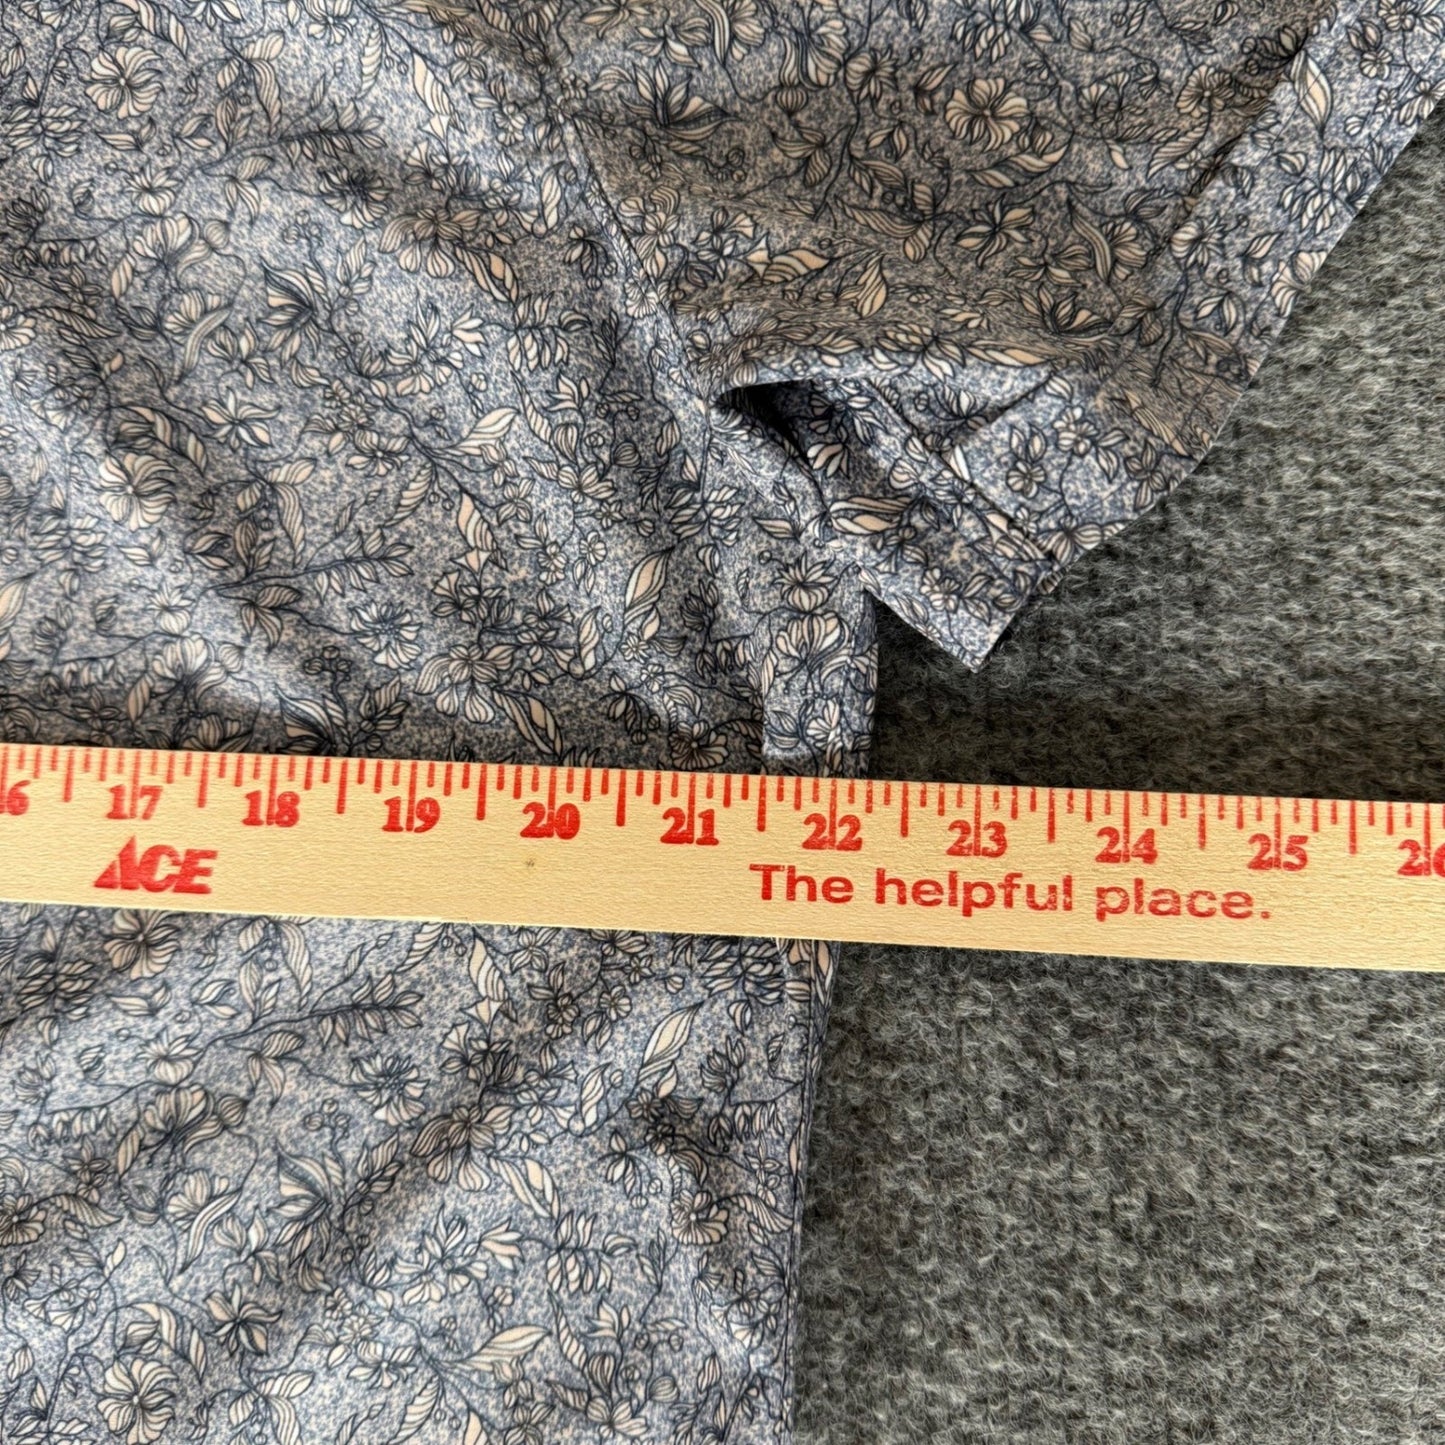 16 17 18 19 20 21 22 23 24 25 26
ACE The helpful place.